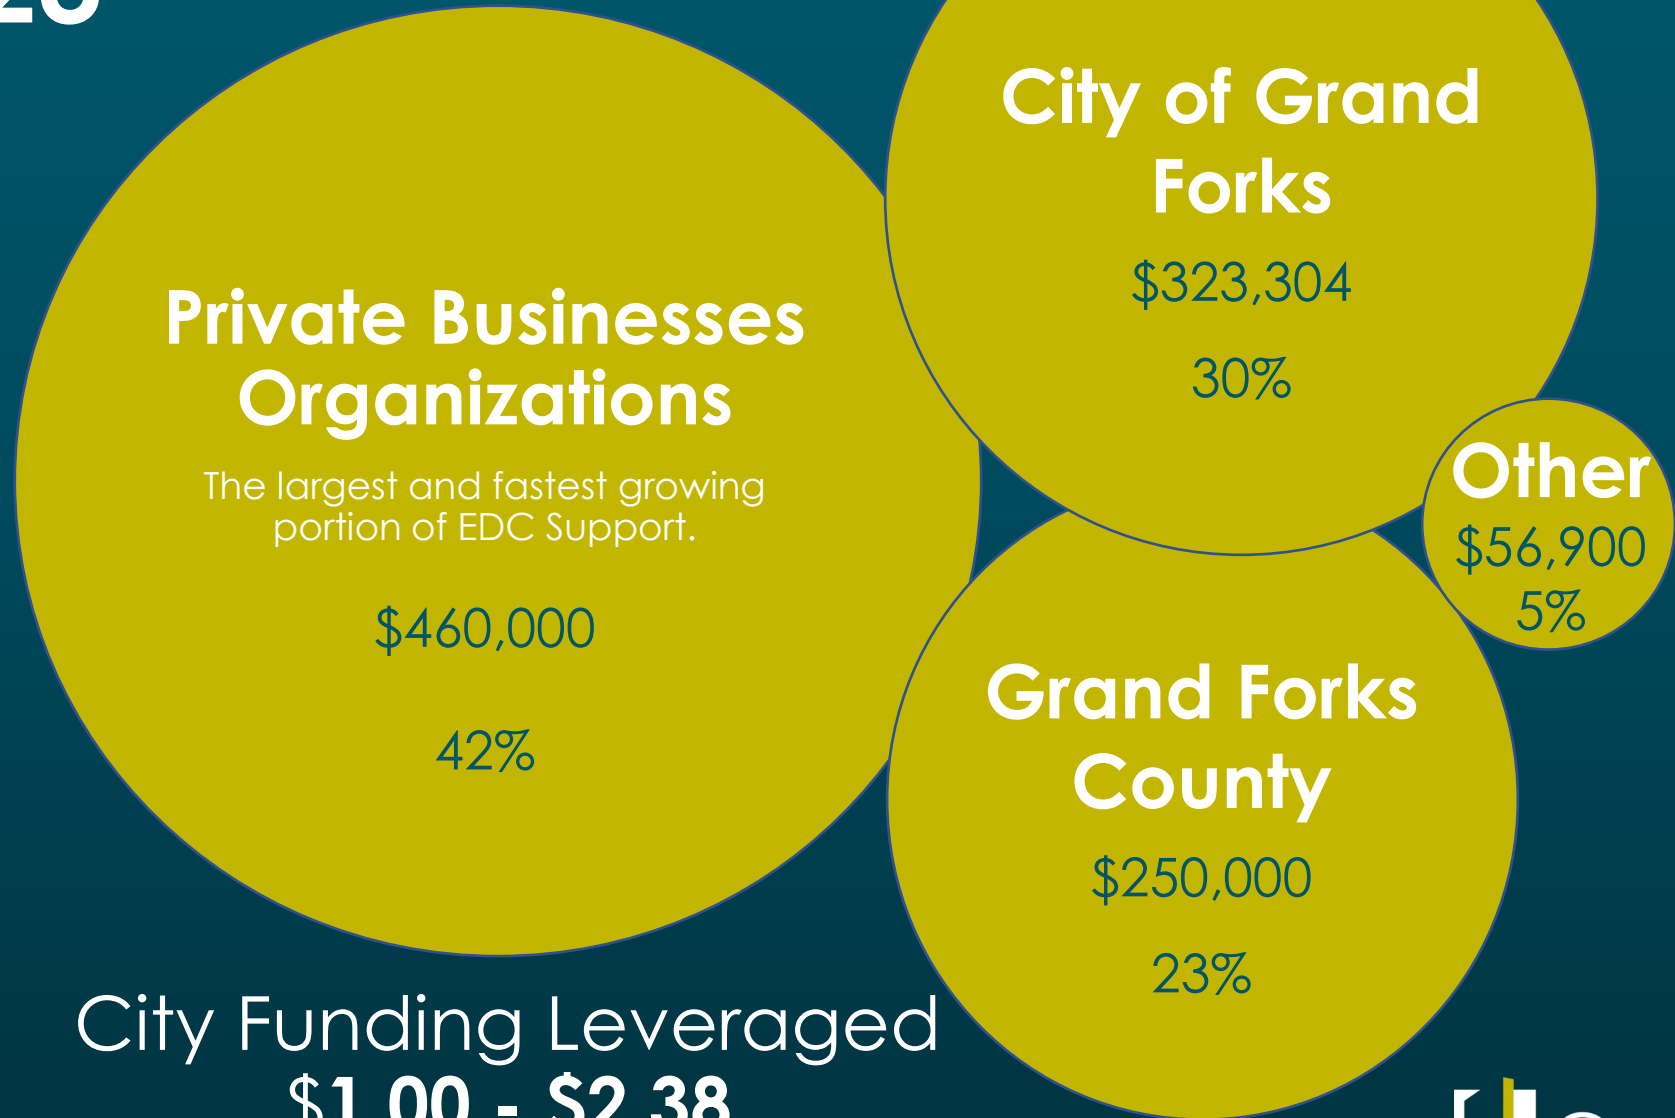 Private Businesses
Organizations
The largest and fastest growing
portion of EDC Support.
$460,000
42%
City of Grand
Forks
$323,304
30%
Other
$56,900
5%
Grand Forks
County
$250,000
23%
City Funding Leveraged
$1.00 - $2.38